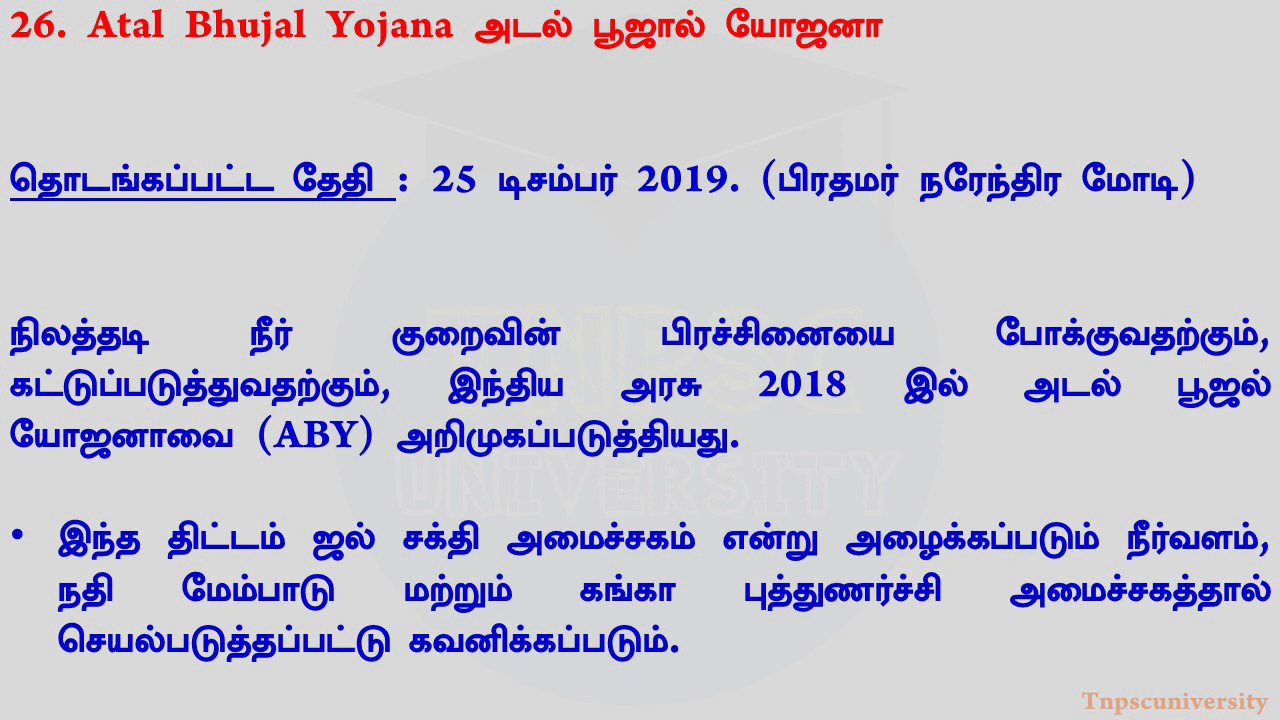 26. Atal Bhujal Yojana அடல் பூஜால் யோஜனா
தொடங்கப்பட்ட தேதி : 25 டிசம்பர் 2019. (பிரதமர் நரேந்திர மோடி)
நிலத்தடி நீர் குறைவின் பிரச்சினையை போக்குவதற்கும்,
கட்டுப்படுத்துவதற்கும், இந்திய அரசு 2018 இல் அடல் பூஜல்
யோஜனாவை (ABY) அறிமுகப்படுத்தியது.
• இந்த திட்டம் ஜல் சக்தி அமைச்சகம் என்று அழைக்கப்படும் நீர்வளம்,
நதி மேம்பாடு மற்றும் கங்கா புத்துணர்ச்சி அமைச்சகத்தால்
செயல்படுத்தப்பட்டு கவனிக்கப்படும்.
TNPSC
UNIVERSITY
Tnpscuniversity